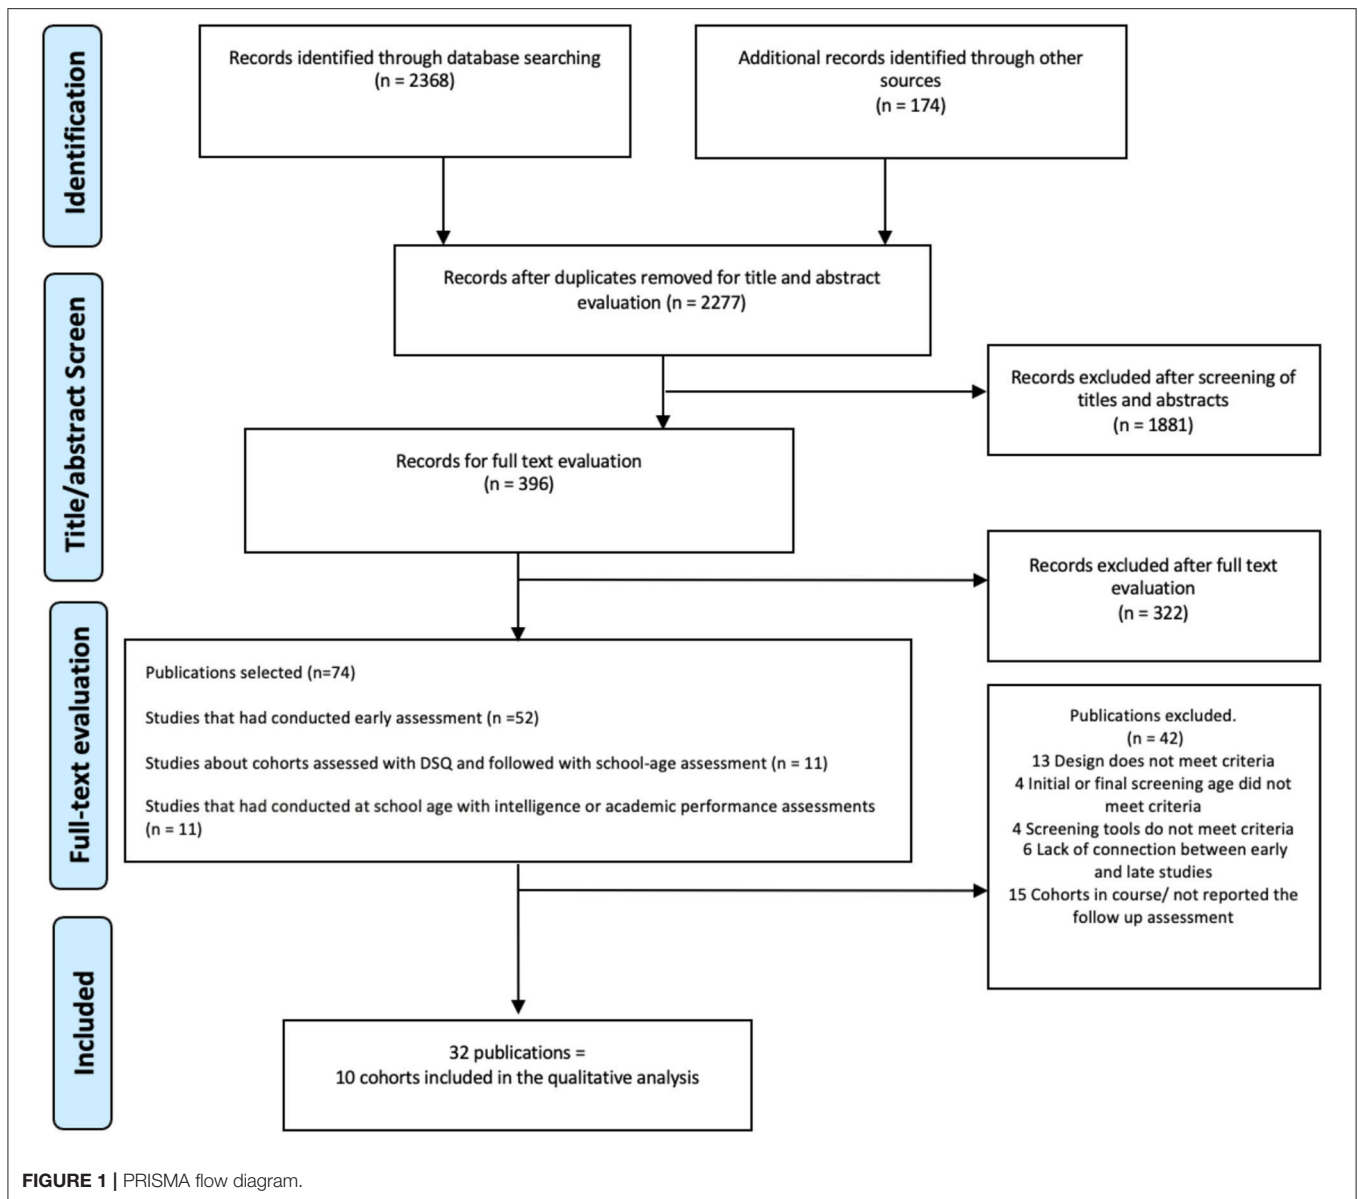 Identification
Records identified through database searching
(n = 2368)
Additional records identified through other
sources
(n = 174)
Records after duplicates removed for title and abstract
evaluation (n = 2277)
Title/abstract Screen
Records excluded after screening of
titles and abstracts
(n = 1881)
Records for full text evaluation
(n = 396)
Records excluded after full text
evaluation
(n = 322)
Full-text evaluation
Publications selected (n=74)
Studies that had conducted early assessment (n =52)
Studies about cohorts assessed with DSQ and followed with school-age assessment (n = 11)
Studies that had conducted at school age with intelligence or academic performance assessments
(n = 11)
Publications excluded.
(n = 42)
13 Design does not meet criteria
4 Initial or final screening age did not
meet criteria
4 Screening tools do not meet criteria
6 Lack of connection between early
and late studies
15 Cohorts in course/ not reported the
follow up assessment
Included
32 publications =
10 cohorts included in the qualitative analysis
FIGURE 1 | PRISMA flow diagram.